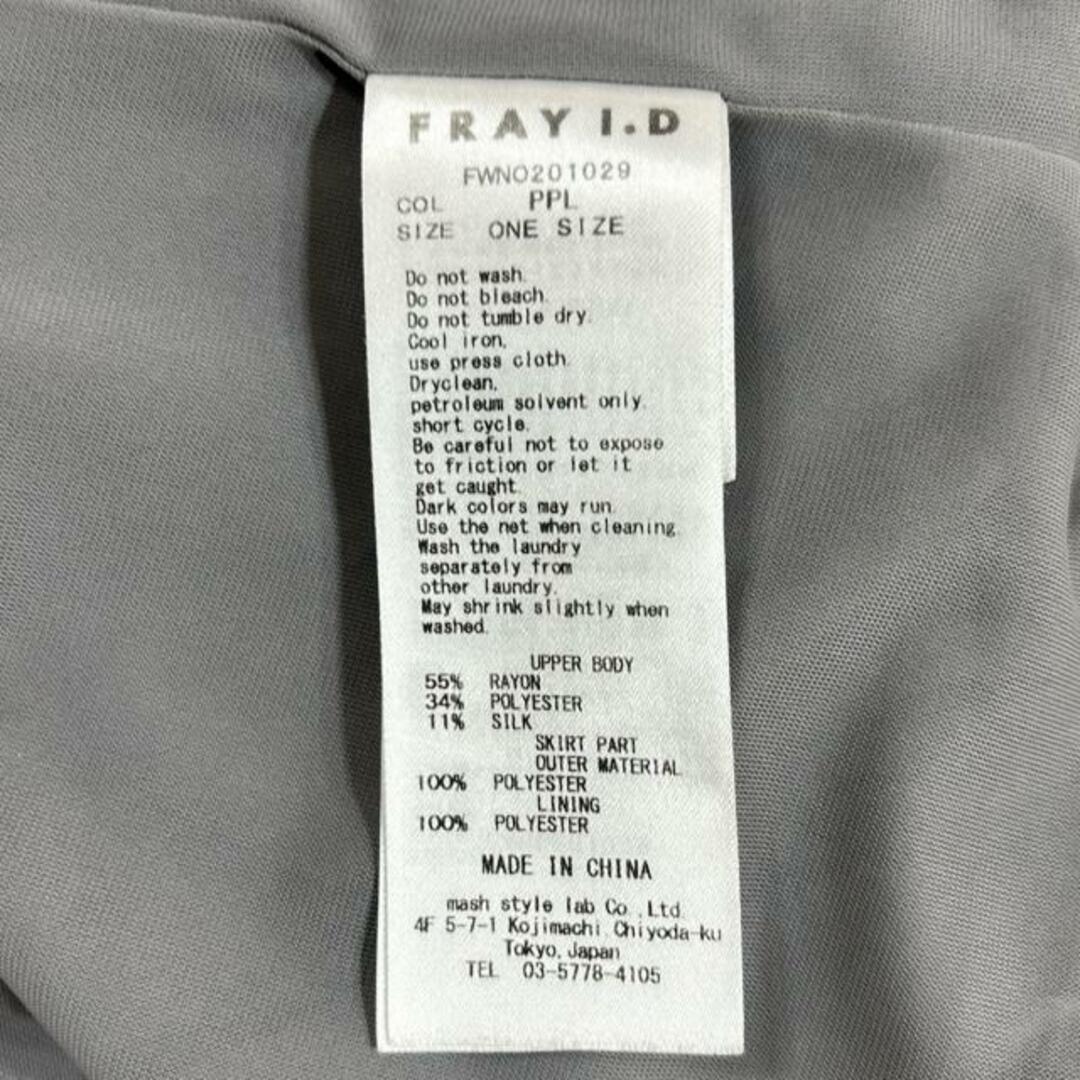 FRAY I.D
FWNO201029
COL PPL
SIZE ONE SIZE
Do not wash.
Do not bleach.
Do not tumble dry.
Cool iron,
use press cloth.
Dryclean,
petroleum solvent only.
short cycle.
Be careful not to expose
to friction or let it
get caught.
Dark colors may run.
Use the net when cleaning.
Wash the laundry
separately from
other laundry.
May shrink slightly when
washed.
UPPER BODY
55% RAYON
34% POLYESTER
11% SILK
SKIRT PART
OUTER MATERIAL
100% POLYESTER
LINING
100% POLYESTER
MADE IN CHINA
mash style lab Co.,Ltd.
4F 5-7-1 Kojimachi,Chiyoda-ku
Tokyo,Japan
TEL 03-5778-4105